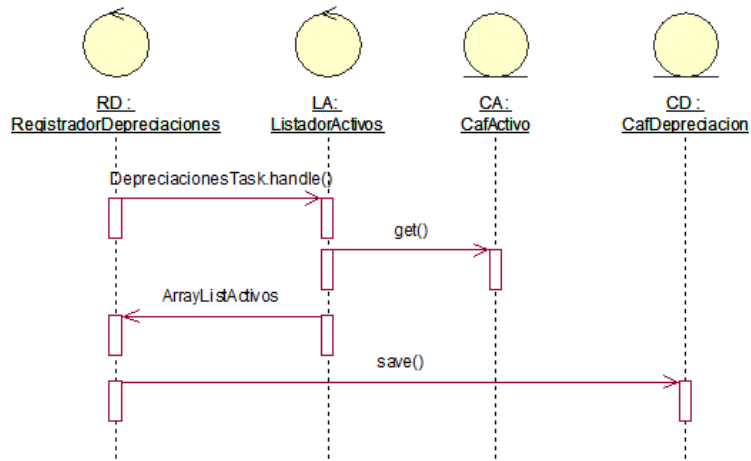 RD :
RegistradorDepreciaciones
LA:
ListadorActivos
CA:
CafActivo
CD :
CafDepreciacion
DepreciacionesTask.handle()
get()
ArrayListActivos
save()